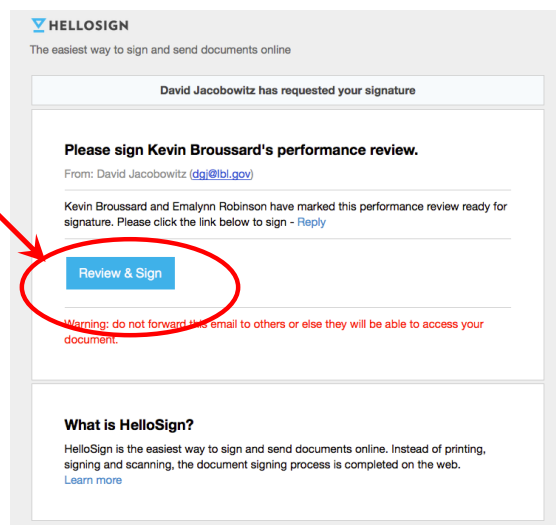 HELLOSIGN
The easiest way to sign and send documents online
David Jacobowitz has requested your signature
Please sign Kevin Broussard's performance review.
From: David Jacobowitz (dgj@lbl.gov)
Kevin Broussard and Emalynn Robinson have marked this performance review ready for
signature. Please click the link below to sign - Reply
Review & Sign
Warning: do not forward this email to others or else they will be able to access your
document.
What is HelloSign?
HelloSign is the easiest way to sign and send documents online. Instead of printing,
signing and scanning, the document signing process is completed on the web.
Learn more